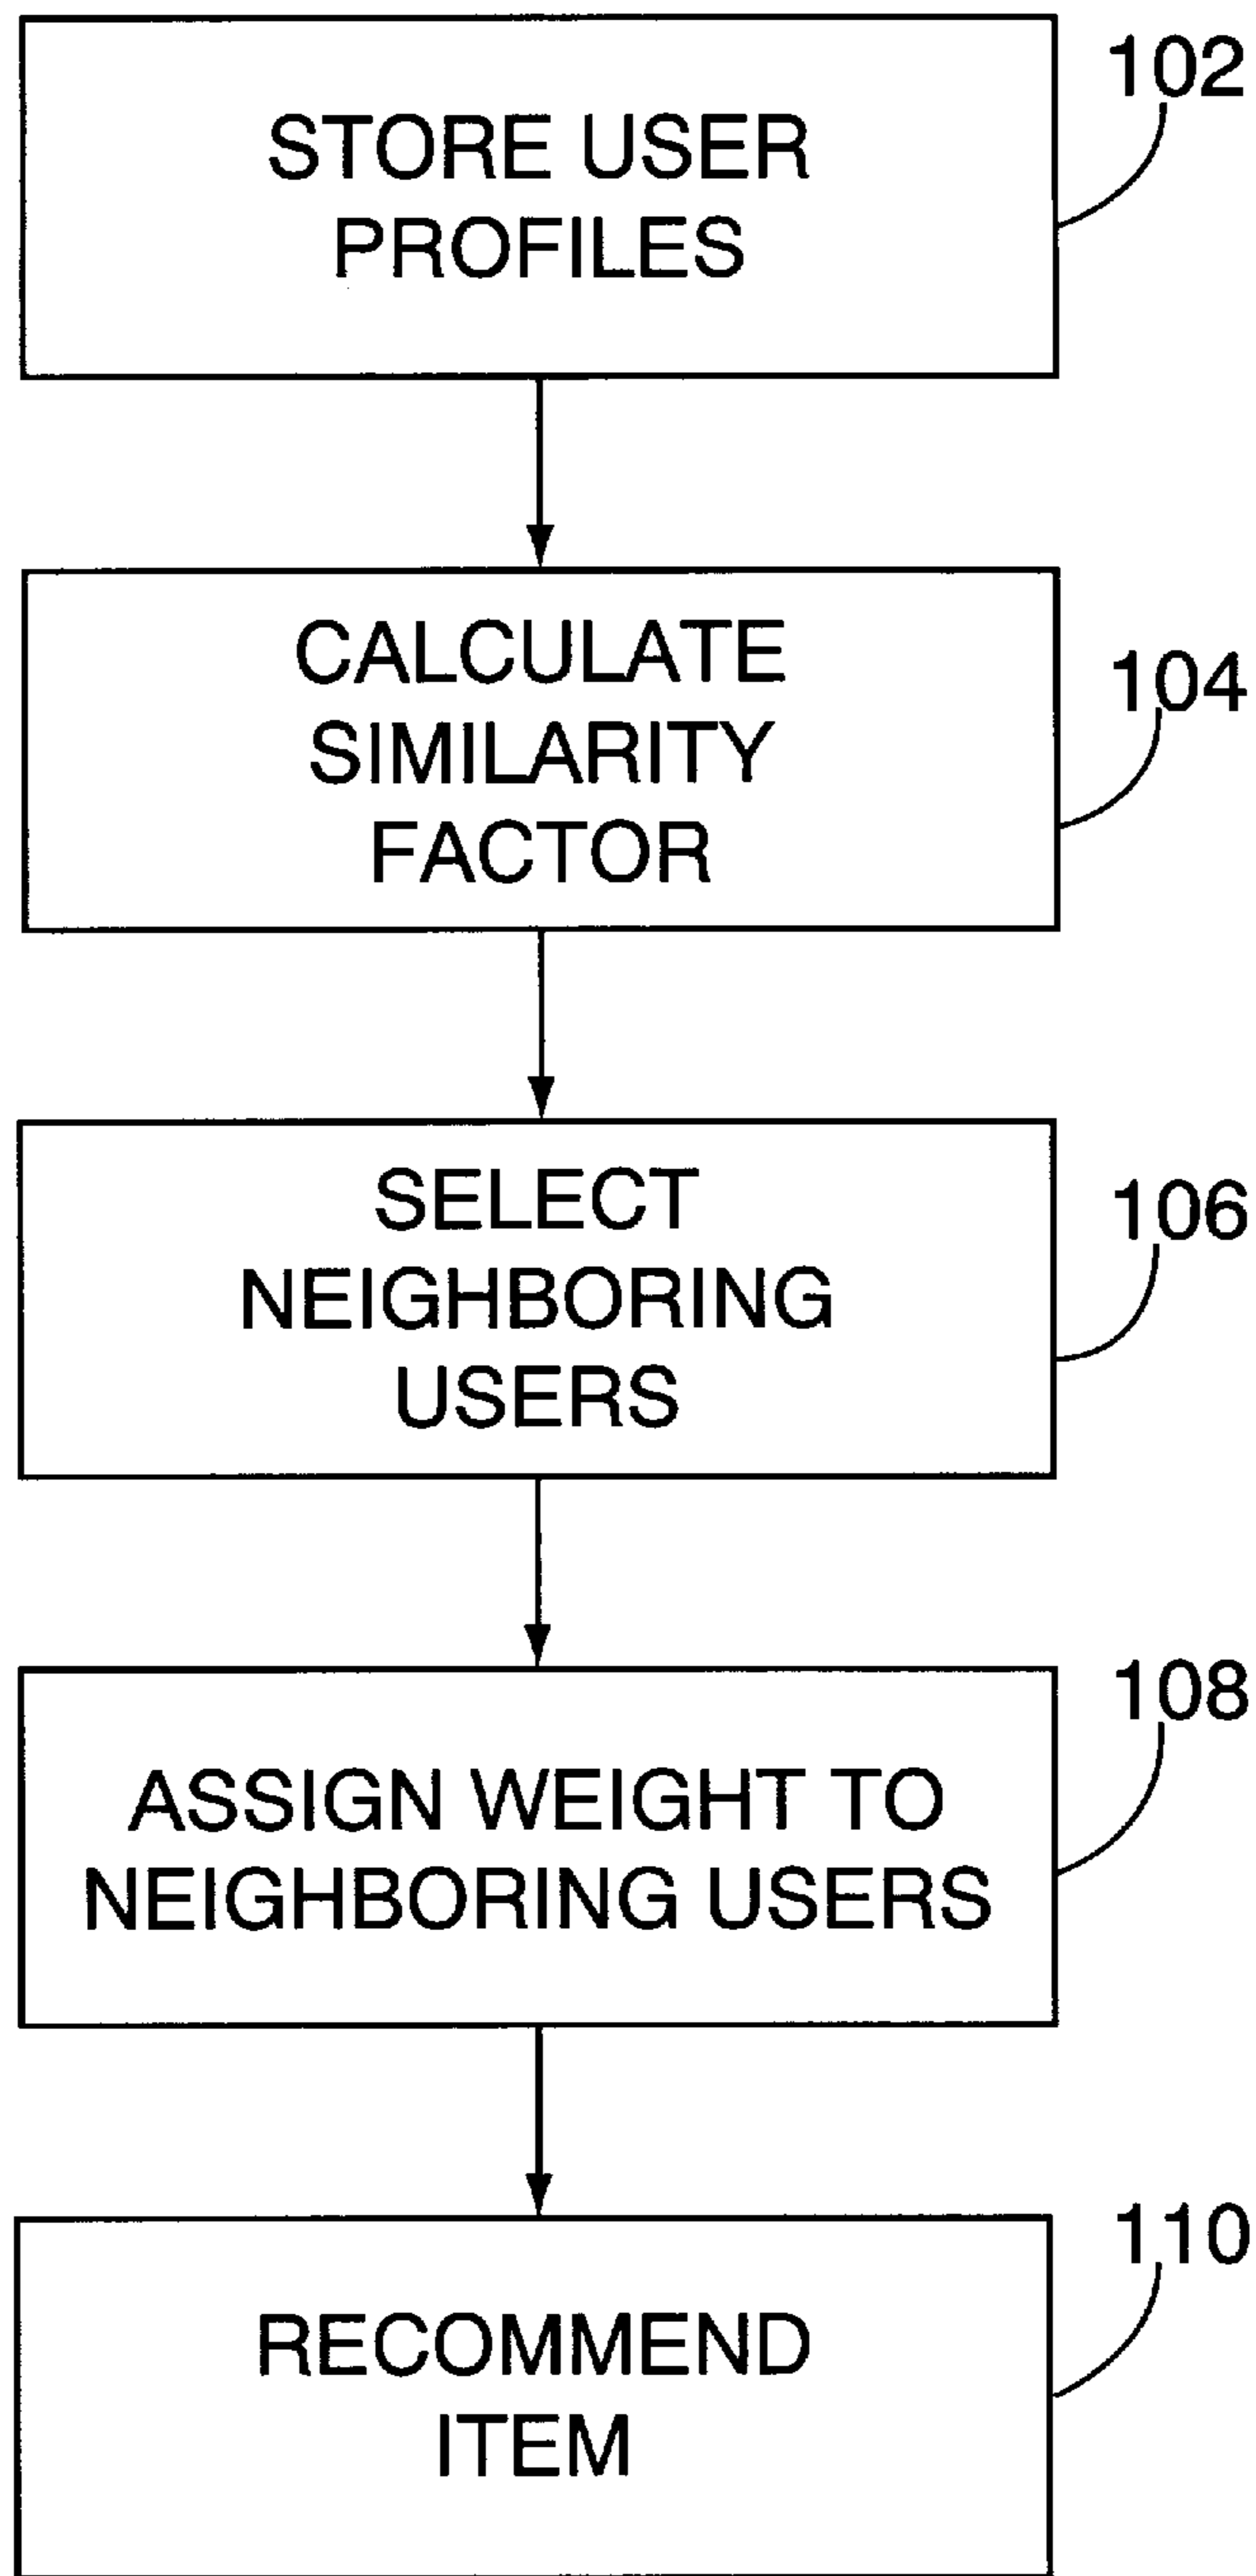 102
STORE USER
PROFILES
104
CALCULATE
SIMILARITY
FACTOR
106
SELECT
NEIGHBORING
USERS
108
ASSIGN WEIGHT TO
NEIGHBORING USERS
110
RECOMMEND
ITEM